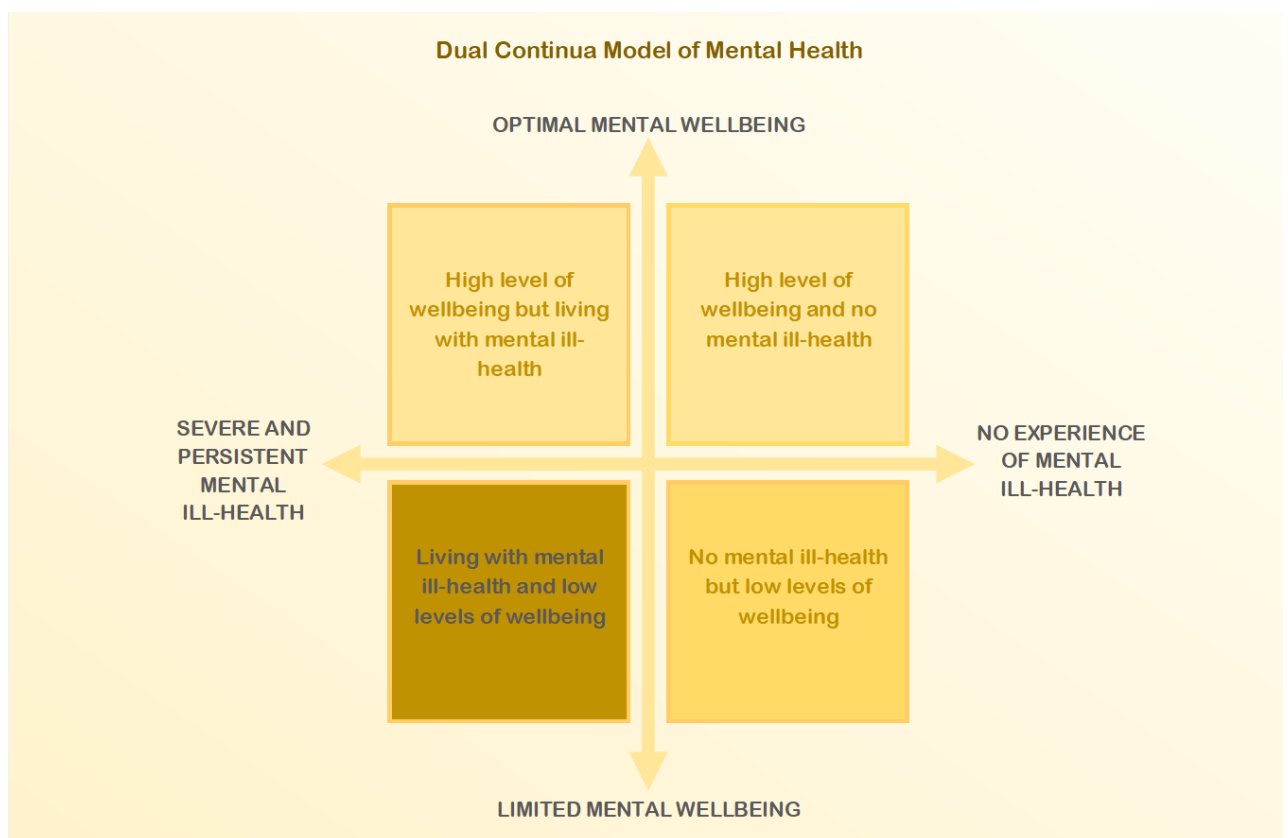 Dual Continua Model of Mental Health
OPTIMAL MENTAL WELLBEING
High level of
wellbeing but living
with mental ill-
health
High level of
wellbeing and no
mental ill-health
SEVERE AND
PERSISTENT
MENTAL
ILL-HEALTH
NO EXPERIENCE
OF MENTAL
ILL-HEALTH
Living with mental
ill-health and low
levels of wellbeing
No mental ill-health
but low levels of
wellbeing
LIMITED MENTAL WELLBEING